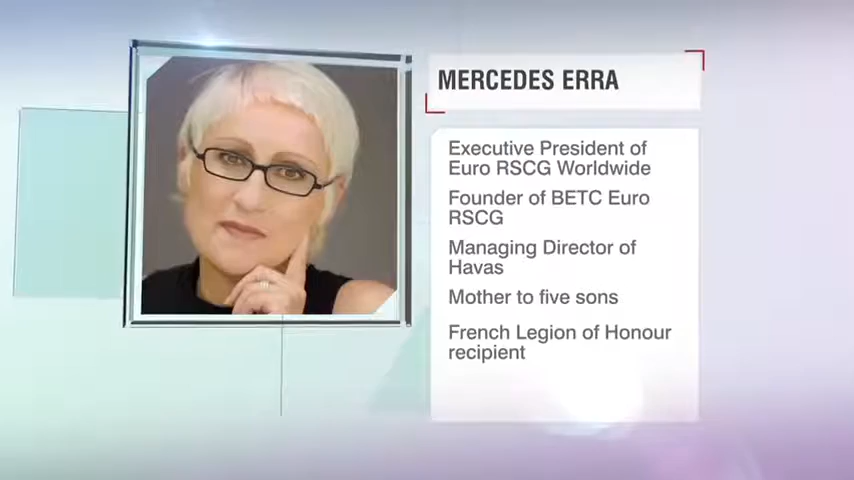 MERCEDES ERRA
Executive President of
Euro RSCG Worldwide
Founder of BETC Euro
RSCG
Managing Director of
Havas
Mother to five sons
French Legion of Honour
recipient